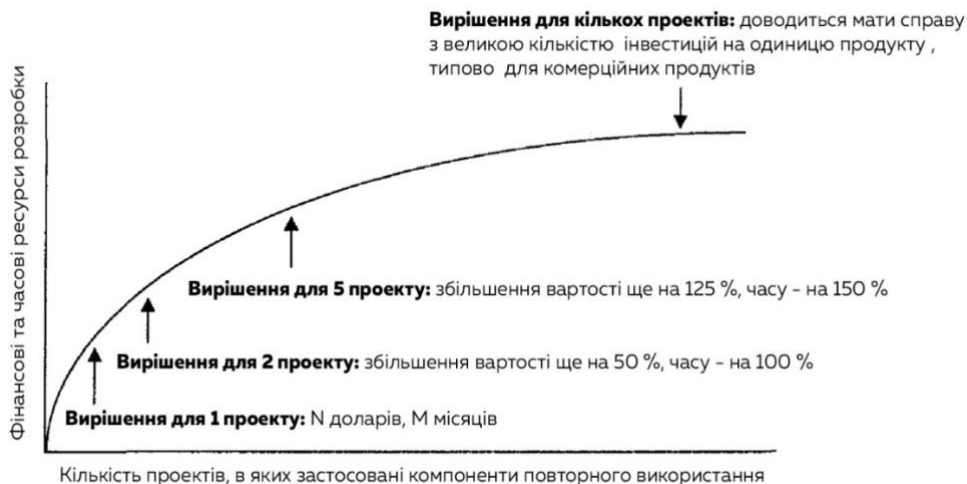 Вирішення для кількох проектів: доводиться мати справу
з великою кількістю інвестицій на одиницю продукту ,
типово для комерційних продуктів
Фінансові та часові ресурси розробки
Вирішення для 5 проекту: збільшення вартості ще на 125 %, часу – на 150 %
Вирішення для 2 проекту: збільшення вартості ще на 50 %, часу – на 100 %
Вирішення для 1 проекту: N доларів, M місяців
Кількість проектів, в яких застосовані компоненти повторного використання